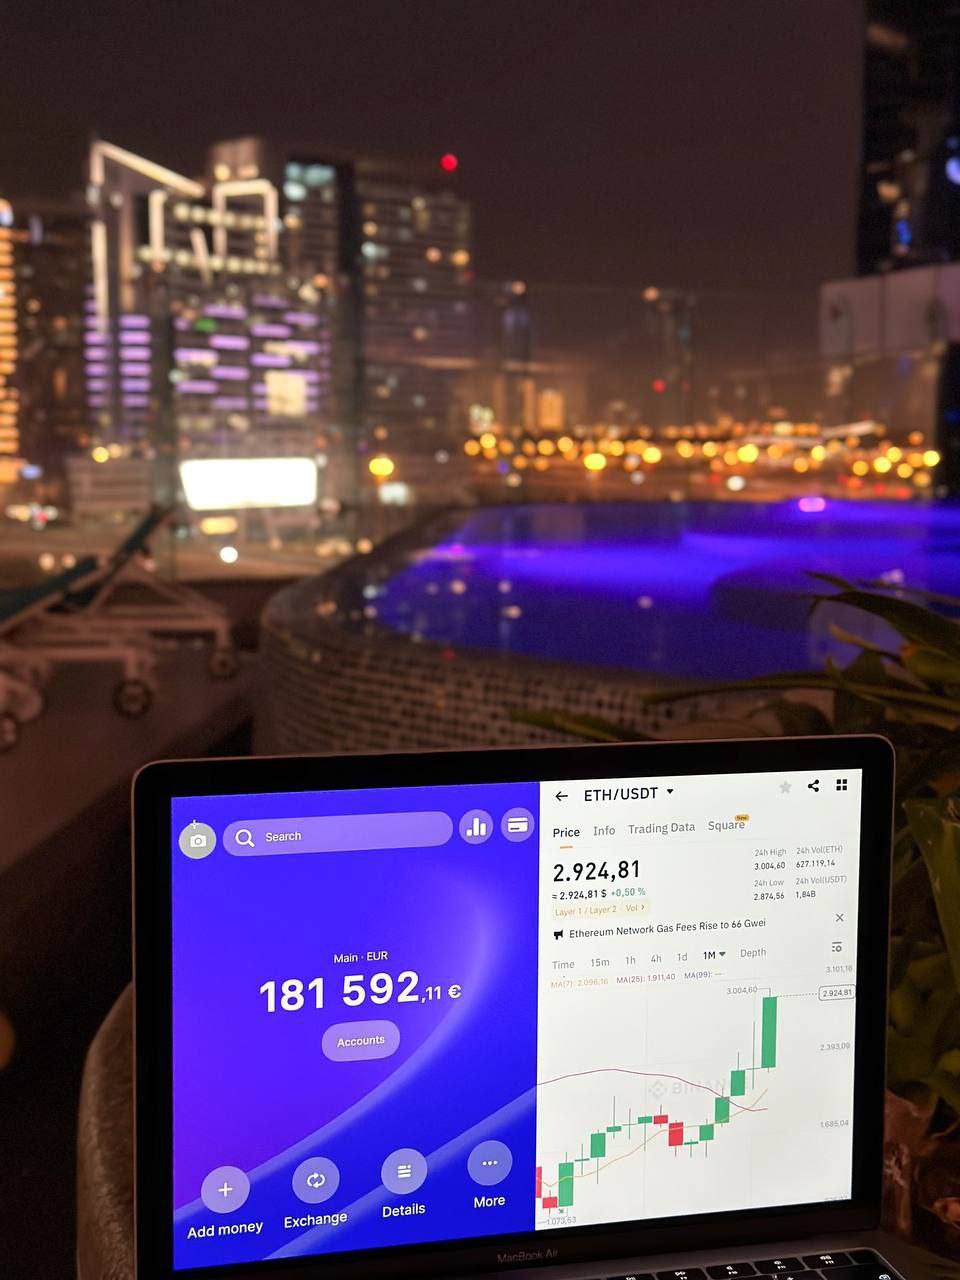 Search
Main · EUR
181 592,11 €
Accounts
Add money
Exchange
Details
More
ETH/USDT
Price Info Trading Data Square New
2.924,81
≈ 2.924,81 $ +0,50 %
Layer 1 / Layer 2 Vol
24h High 24h Vol(ETH)
3.004,60 627.119,14
24h Low 24h Vol(USDT)
2.874,56 1,84B
Ethereum Network Gas Fees Rise to 66 Gwei
Time 15m 1h 4h 1d 1M Depth
MA(7): 2.096,16 MA(25): 1.911,40 MA(99): --
3.101,16
3.004,60
2.924,81
2.393,09
1.685,04
1.073,53
MacBook Air